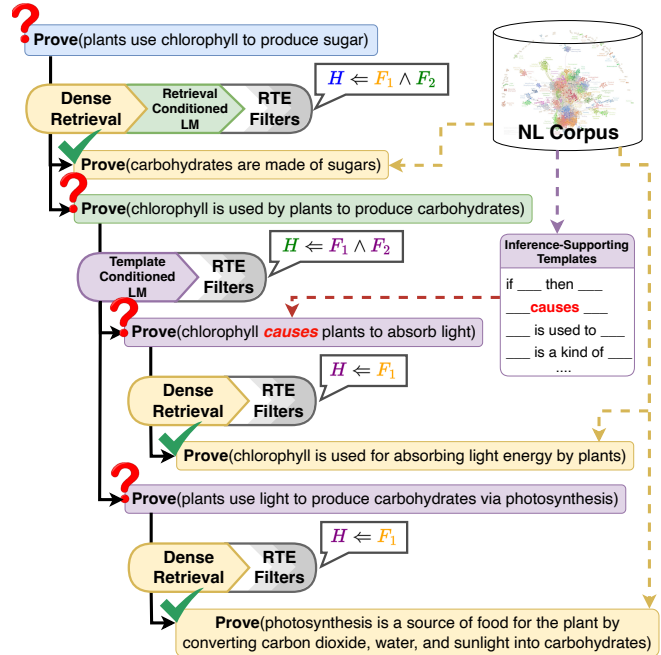 ?
Prove(plants use chlorophyll to produce sugar)
Dense Retrieval
Retrieval Conditioned LM
RTE Filters
H ⇐ F₁ ∧ F₂
NL Corpus
Prove(carbohydrates are made of sugars)
?
Prove(chlorophyll is used by plants to produce carbohydrates)
Template Conditioned LM
RTE Filters
H ⇐ F₁ ∧ F₂
Inference-Supporting
Templates
if ___ then ___
___causes ___
___ is used to ___
___ is a kind of ___
....
?
Prove(chlorophyll causes plants to absorb light)
Dense Retrieval
RTE Filters
H ⇐ F₁
Prove(chlorophyll is used for absorbing light energy by plants)
?
Prove(plants use light to produce carbohydrates via photosynthesis)
Dense Retrieval
RTE Filters
H ⇐ F₁
Prove(photosynthesis is a source of food for the plant by
converting carbon dioxide, water, and sunlight into carbohydrates)